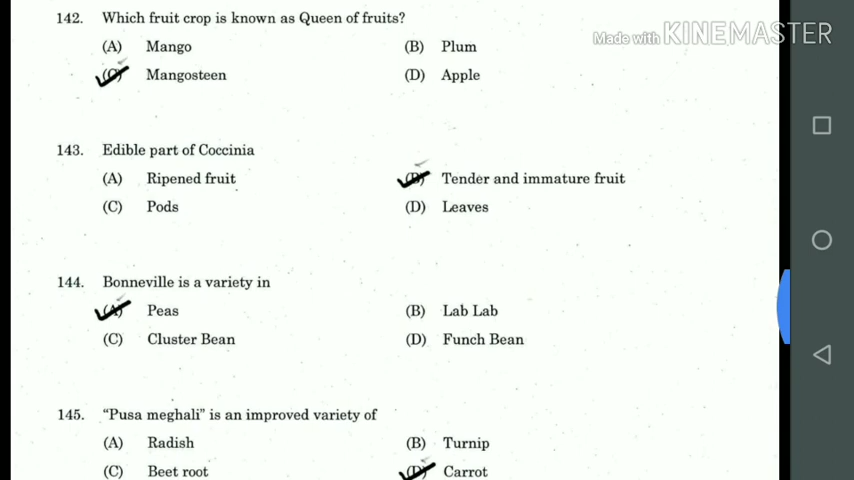 142. Which fruit crop is known as Queen of fruits?
(A) Mango (B) Plum
Made with KINEMASTER
(C) Mangosteen (D) Apple
143. Edible part of Coccinia
(A) Ripened fruit (B) Tender and immature fruit
(C) Pods (D) Leaves
144. Bonneville is a variety in
(A) Peas (B) Lab Lab
(C) Cluster Bean (D) Funch Bean
145. "Pusa meghali" is an improved variety of
(A) Radish (B) Turnip
(C) Beet root (D) Carrot